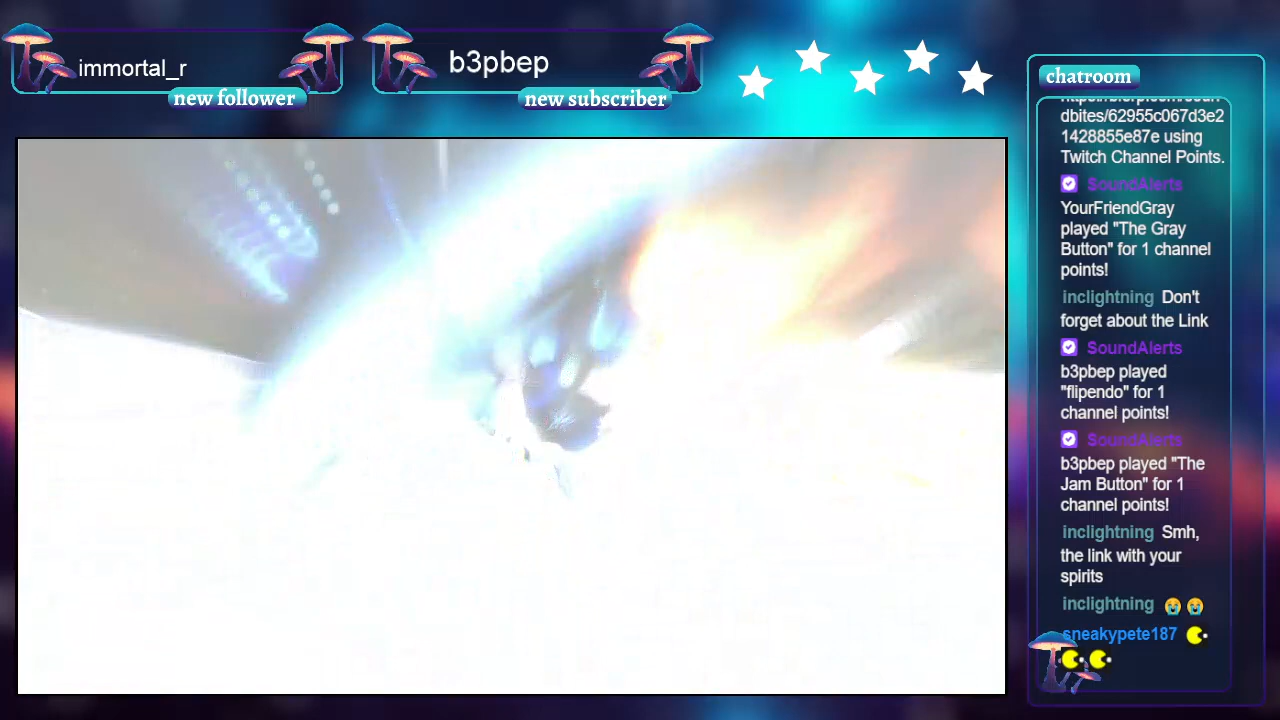 immortal_r
new follower
b3pbep
new subscriber
chatroom
dbites/62955c067d3e2
1428855e87e using
Twitch Channel Points.
SoundAlerts
YourFriendGray
played "The Gray
Button" for 1 channel
points!
inclightning Don't
forget about the Link
SoundAlerts
b3pbep played
"flipendo" for 1
channel points!
SoundAlerts
b3pbep played "The
Jam Button" for 1
channel points!
inclightning Smh,
the link with your
spirits
inclightning 😭 😭
sneakypete187